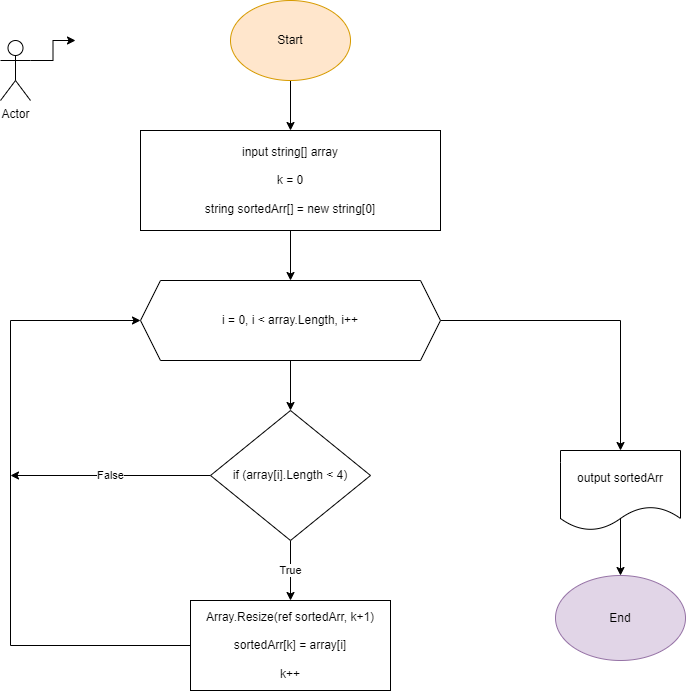 Start
Actor
input string[] array
k = 0
string sortedArr[] = new string[0]
i = 0, i < array.Length, i++
False
if (array[i].Length < 4)
output sortedArr
True
Array.Resize(ref sortedArr, k+1)
sortedArr[k] = array[i]
k++
End